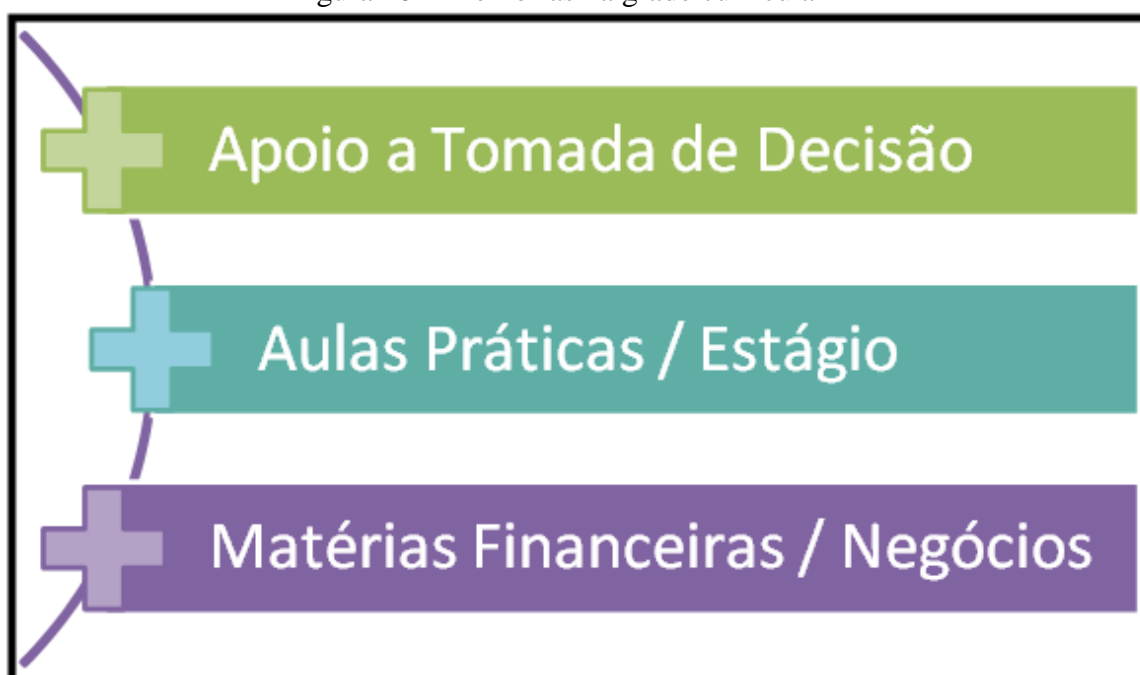 Apoio a Tomada de Decisão
Aulas Práticas / Estágio
Matérias Financeiras / Negócios